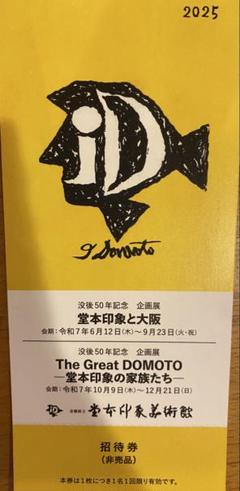 2025
iD
I Domoto
没後50年記念 企画展
堂本印象と大阪
会期:令和7年6月12日(木)〜9月23日(火・祝)
没後50年記念 企画展
The Great DOMOTO
―堂本印象の家族たち―
会期:令和7年10月9日(木)〜12月21日(日)
堂本印象美術館
招待券
(非売品)
本券は1枚につき1名1回限り有効です。